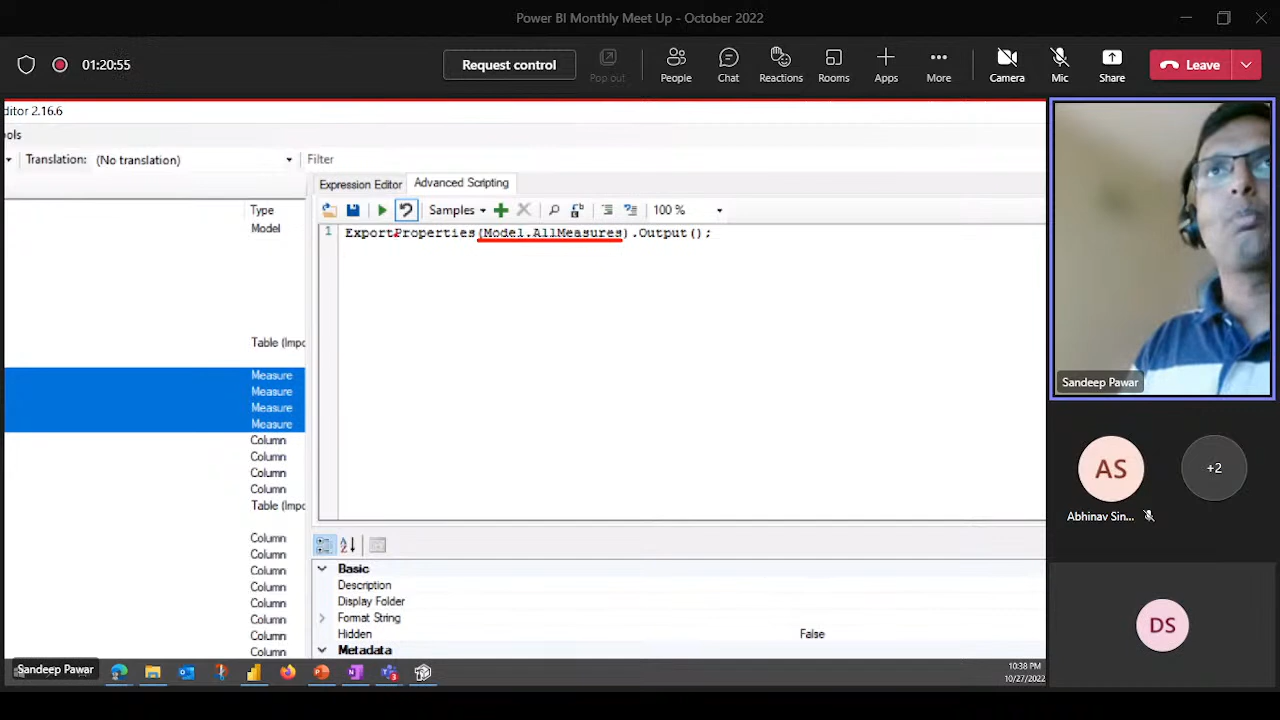 Power BI Monthly Meet Up - October 2022
01:20:55
Request control
Pop out
People
Chat
Reactions
Rooms
Apps
More
Camera
Mic
Share
Leave
ditor 2.16.6
ols
Translation: (No translation)
Filter
Expression Editor
Advanced Scripting
Samples
100 %
Type
Model
1 ExportProperties(Model.AllMeasures).Output();
Table (Impo
Measure
Measure
Measure
Measure
Column
Column
Column
Column
Table (Impo
Column
Column
Column
Column
Column
Column
Column
Column
Basic
Description
Display Folder
Format String
Hidden False
Metadata
Sandeep Pawar
10:38 PM
10/27/2022
Sandeep Pawar
AS
Abhinav Sin...
+2
DS